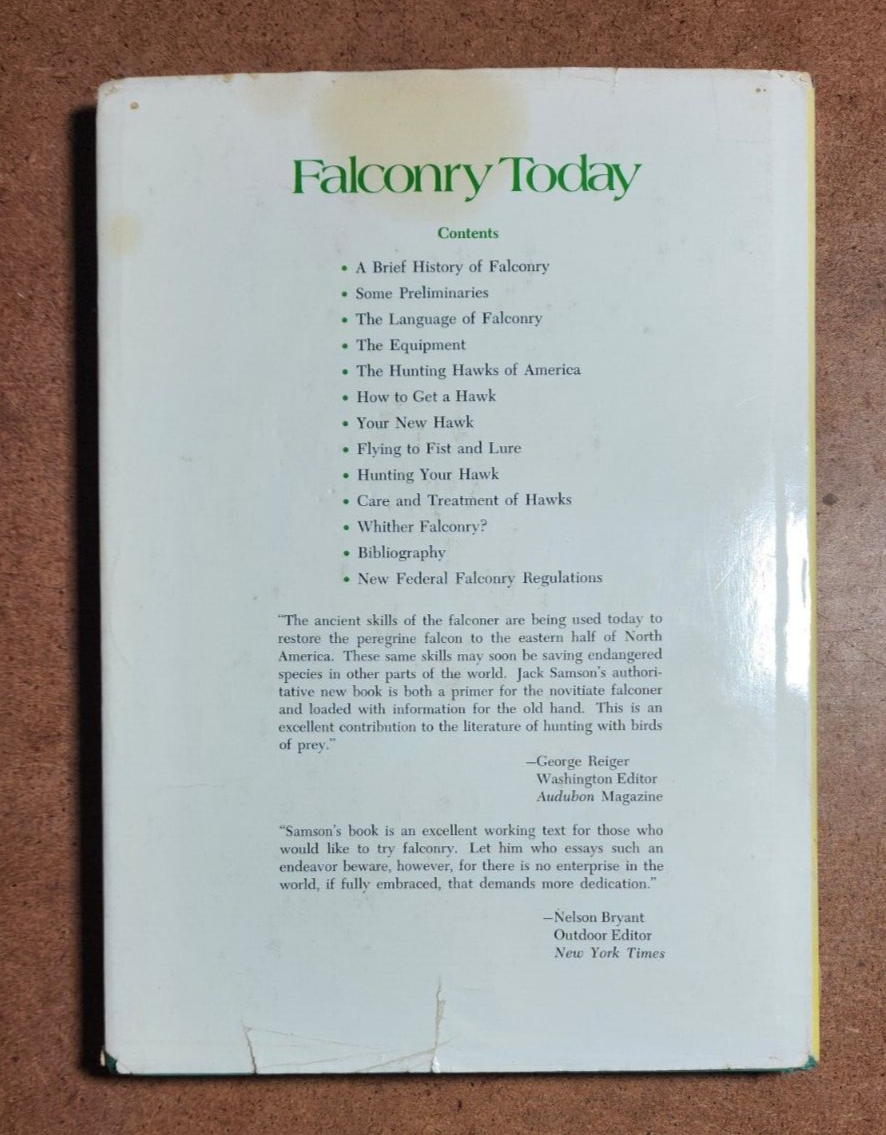 Falconry Today
Contents
• A Brief History of Falconry
• Some Preliminaries
• The Language of Falconry
• The Equipment
• The Hunting Hawks of America
• How to Get a Hawk
• Your New Hawk
• Flying to Fist and Lure
• Hunting Your Hawk
• Care and Treatment of Hawks
• Whither Falconry?
• Bibliography
• New Federal Falconry Regulations
"The ancient skills of the falconer are being used today to
restore the peregrine falcon to the eastern half of North
America. These same skills may soon be saving endangered
species in other parts of the world. Jack Samson's authori-
tative new book is both a primer for the novitiate falconer
and loaded with information for the old hand. This is an
excellent contribution to the literature of hunting with birds
of prey."
—George Reiger
Washington Editor
Audubon Magazine
"Samson's book is an excellent working text for those who
would like to try falconry. Let him who essays such an
endeavor beware, however, for there is no enterprise in the
world, if fully embraced, that demands more dedication."
—Nelson Bryant
Outdoor Editor
New York Times